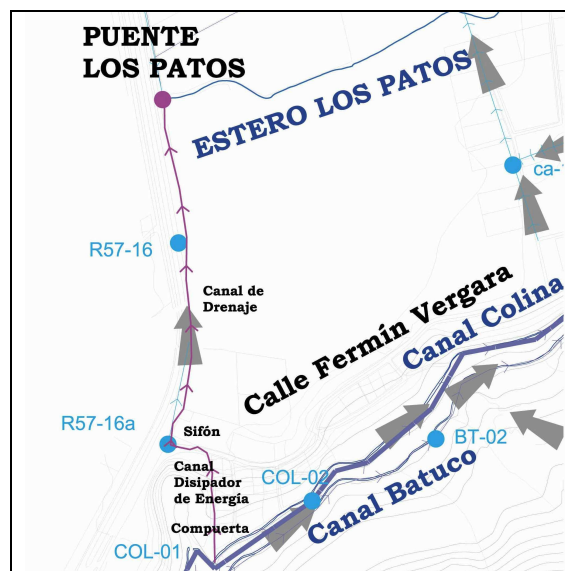 PUENTE
LOS PATOS
ESTERO LOS PATOS
ca-
R57-16
Canal de
Drenaje
Calle Fermín Vergara
Canal Colina
R57-16a
Sifón
BT-02
Canal
Disipador
de Energía
COL-02
Canal Batuco
Compuerta
COL-01